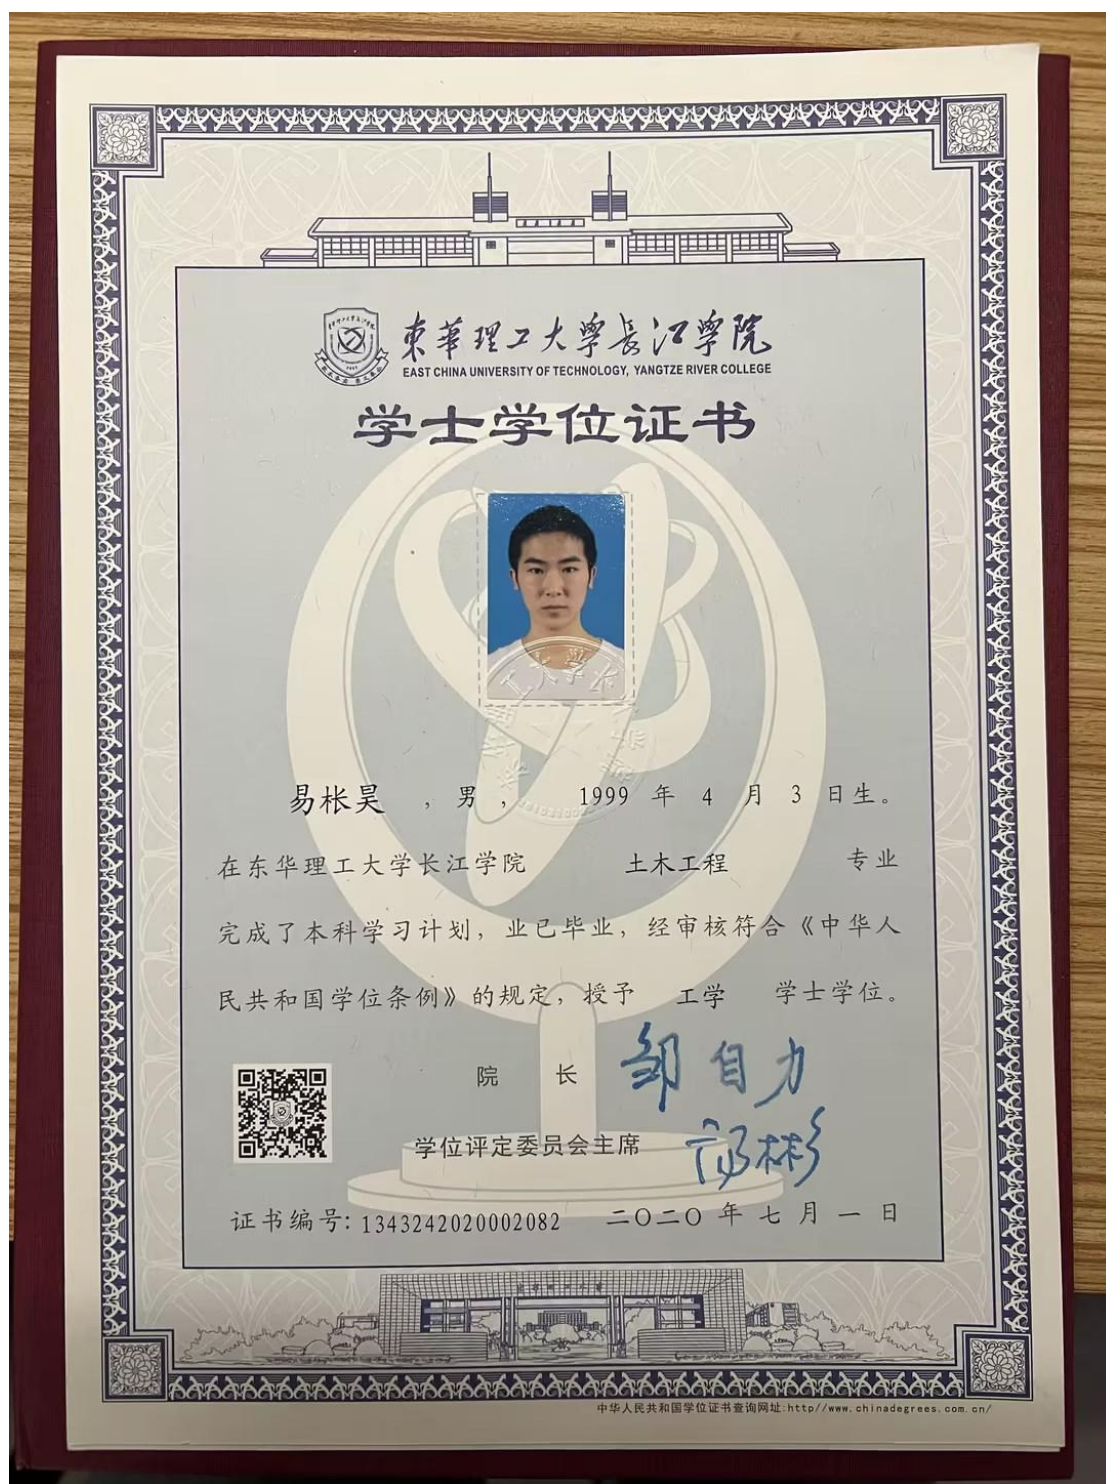 東華理工大學長江學院
EAST CHINA UNIVERSITY OF TECHNOLOGY, YANGTZE RIVER COLLEGE
学士学位证书
易枨昊 ，男， 1999 年 4 月 3 日生。
在东华理工大学长江学院 土木工程 专业
完成了本科学习计划，业已毕业，经审核符合《中华人
民共和国学位条例》的规定，授予 工学 学士学位。
院 长 邹自力
学位评定委员会主席
证书编号：1343242020002082 二〇二〇年七月一日
中华人民共和国学位证书查询网址:http//www.chinadegrees.com.cn/